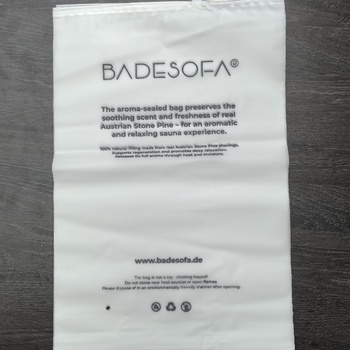 BADESOFA®
The aroma-sealed bag preserves the
soothing scent and freshness of real
Austrian Stone Pine – for an aromatic
and relaxing sauna experience.
100% natural filling made from real Austrian Stone Pine shavings.
Supports regeneration and promotes deep relaxation.
Releases its full aroma through heat and moisture.
www.badesofa.de
The bag is not a toy - choking hazard!
Do not store near heat sources or open flames
Please dispose of in an environmentally friendly manner after opening.